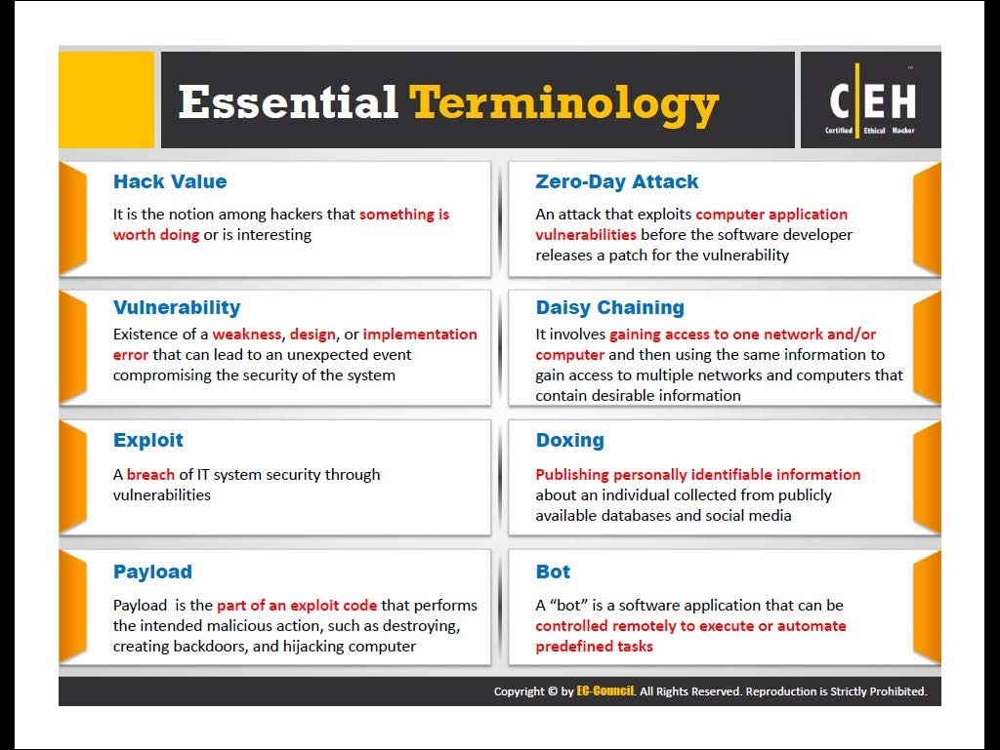 Essential Terminology
C|EH
™
Certified Ethical Hacker
Hack Value
It is the notion among hackers that something is
worth doing or is interesting
Zero-Day Attack
An attack that exploits computer application
vulnerabilities before the software developer
releases a patch for the vulnerability
Vulnerability
Existence of a weakness, design, or implementation
error that can lead to an unexpected event
compromising the security of the system
Daisy Chaining
It involves gaining access to one network and/or
computer and then using the same information to
gain access to multiple networks and computers that
contain desirable information
Exploit
A breach of IT system security through
vulnerabilities
Doxing
Publishing personally identifiable information
about an individual collected from publicly
available databases and social media
Payload
Payload is the part of an exploit code that performs
the intended malicious action, such as destroying,
creating backdoors, and hijacking computer
Bot
A “bot” is a software application that can be
controlled remotely to execute or automate
predefined tasks
Copyright © by EC-Council. All Rights Reserved. Reproduction is Strictly Prohibited.